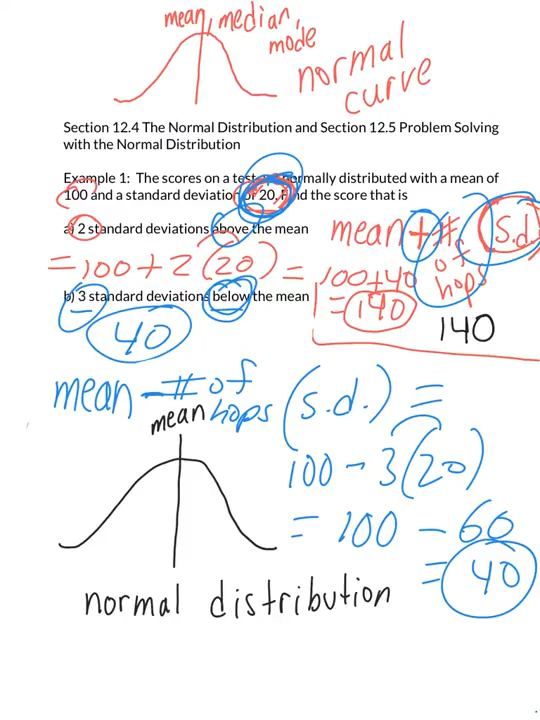 mean, median,
mode
normal
curve
Section 12.4 The Normal Distribution and Section 12.5 Problem Solving
with the Normal Distribution
Example 1: The scores on a test normally distributed with a mean of
100 and a standard deviation of 20, Find the score that is
a) 2 standard deviations above the mean
mean + # of hops (s.d.)
= 100 + 2 (20) = 100+40
= 140
140
b) 3 standard deviations below the mean
40
mean - # of hops (s.d.) =
100 - 3(20)
= 100 - 60
= 40
mean
normal distribution